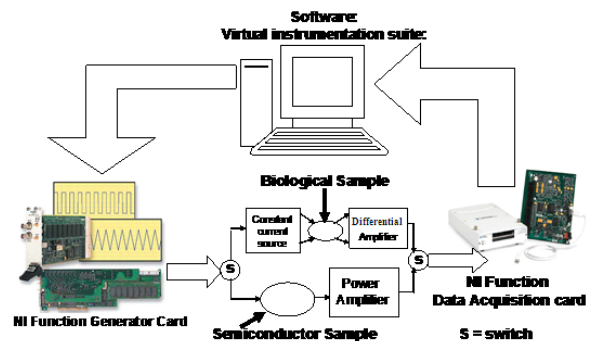 Software:
Virtual instrumentation suite:
Biological Sample
Constant
current
source
Differential
Amplifier
S
S
Power
Amplifier
NI Function
Data Acquisition card
NI Function Generator Card
Semiconductor Sample
S = switch